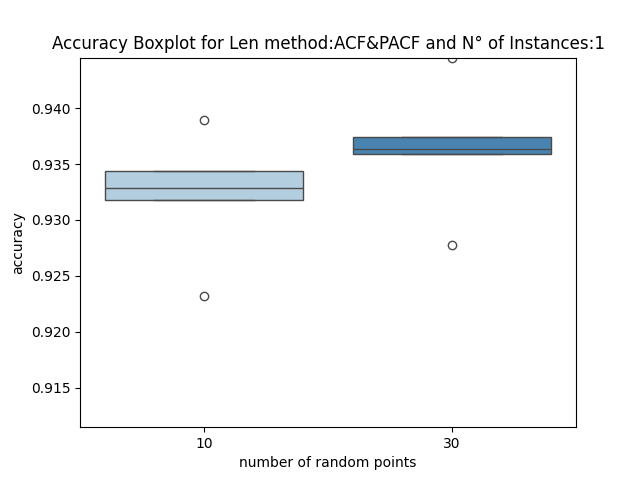 Accuracy Boxplot for Len method:ACF&PACF and N° of Instances:1
0.940
0.935
0.930
0.925
0.920
0.915
accuracy
10 30
number of random points